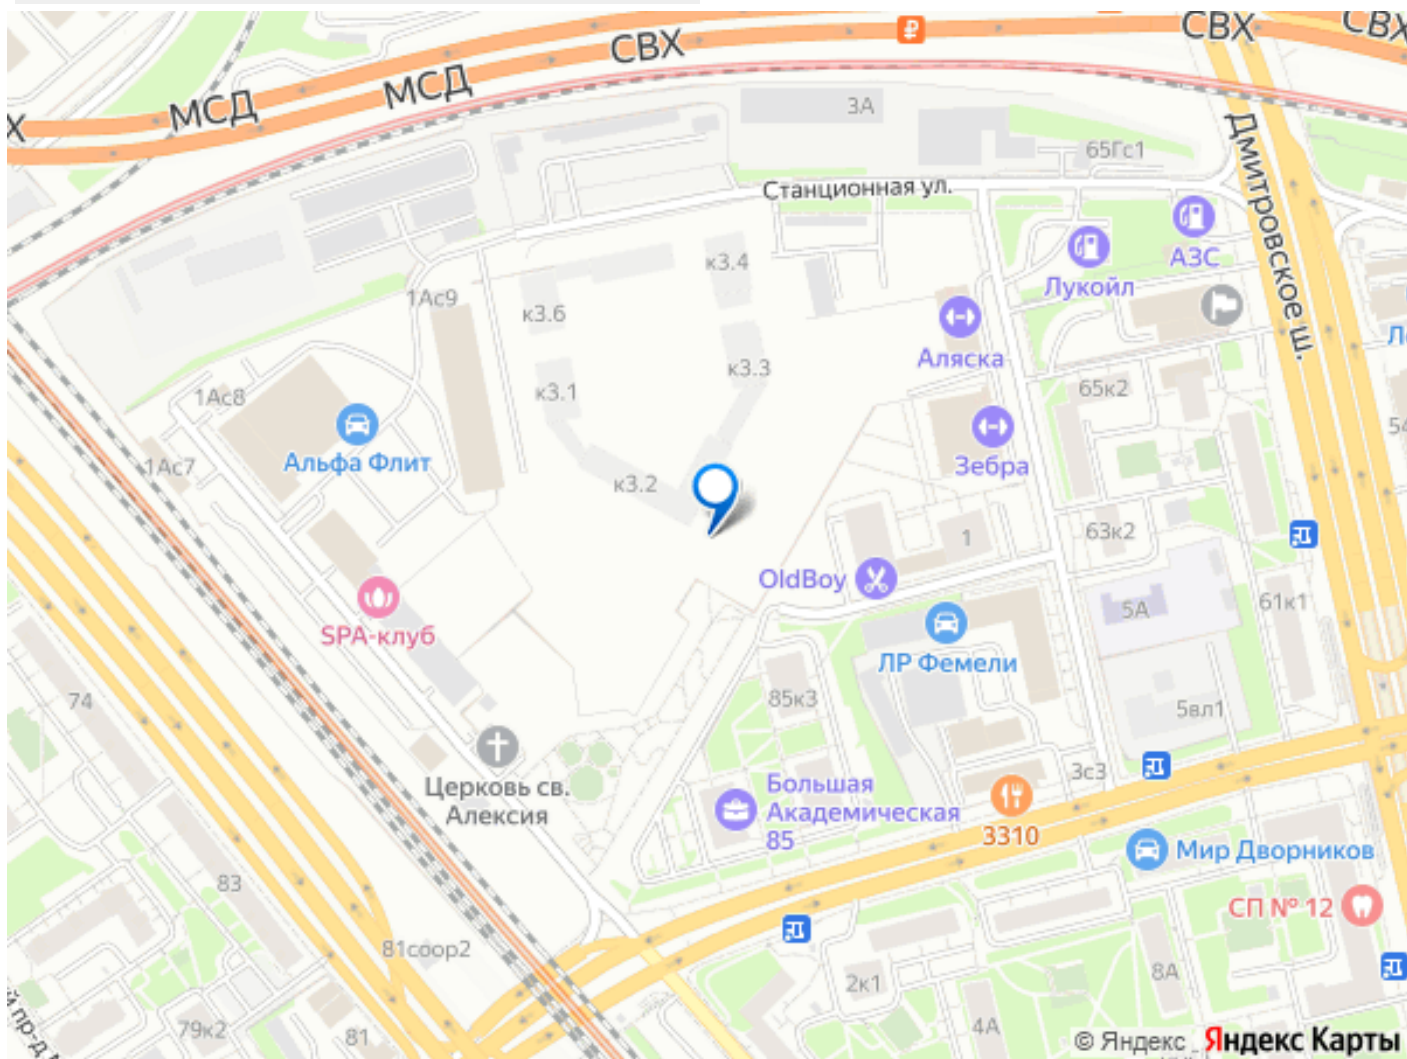 СВХ
СВХ
СВХ
МСД
МСД
Х
3А
65Гс1
Станционная ул.
Дмитровское ш.
АЗС
Лукойл
к3.4
1Ас9
к3.6
Аляска
к3.3
к3.1
65к2
1Ас8
Зебра
Альфа Флит
1Ас7
к3.2
1
63к2
OldBoy
5А
61к1
SPA-клуб
ЛР Фемели
74
85к3
5вл1
Церковь св.
Алексия
3с3
Большая
Академическая
85
3310
Мир Дворников
83
СП № 12
81соор2
2к1
8А
79к2
81
4А
© Яндекс
Яндекс Карты